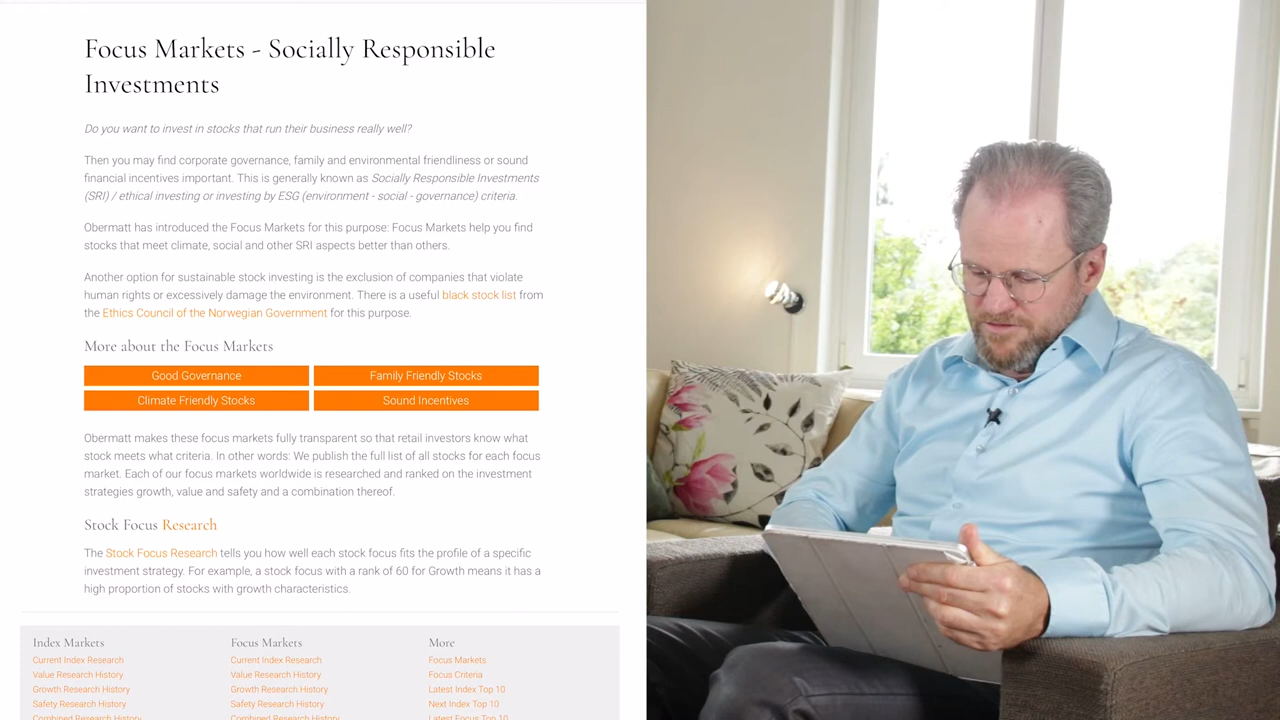 Focus Markets - Socially Responsible
Investments
Do you want to invest in stocks that run their business really well?
Then you may find corporate governance, family and environmental friendliness or sound
financial incentives important. This is generally known as Socially Responsible Investments
(SRI) / ethical investing or investing by ESG (environment - social - governance) criteria.
Obermatt has introduced the Focus Markets for this purpose: Focus Markets help you find
stocks that meet climate, social and other SRI aspects better than others.
Another option for sustainable stock investing is the exclusion of companies that violate
human rights or excessively damage the environment. There is a useful black stock list from
the Ethics Council of the Norwegian Government for this purpose.
More about the Focus Markets
Good Governance
Family Friendly Stocks
Climate Friendly Stocks
Sound Incentives
Obermatt makes these focus markets fully transparent so that retail investors know what
stock meets what criteria. In other words: We publish the full list of all stocks for each focus
market. Each of our focus markets worldwide is researched and ranked on the investment
strategies growth, value and safety and a combination thereof.
Stock Focus Research
The Stock Focus Research tells you how well each stock focus fits the profile of a specific
investment strategy. For example, a stock focus with a rank of 60 for Growth means it has a
high proportion of stocks with growth characteristics.
Index Markets
Current Index Research
Value Research History
Growth Research History
Safety Research History
Combined Research History
Focus Markets
Current Index Research
Value Research History
Growth Research History
Safety Research History
Combined Research History
More
Focus Markets
Focus Criteria
Latest Index Top 10
Next Index Top 10
Latest Focus Top 10